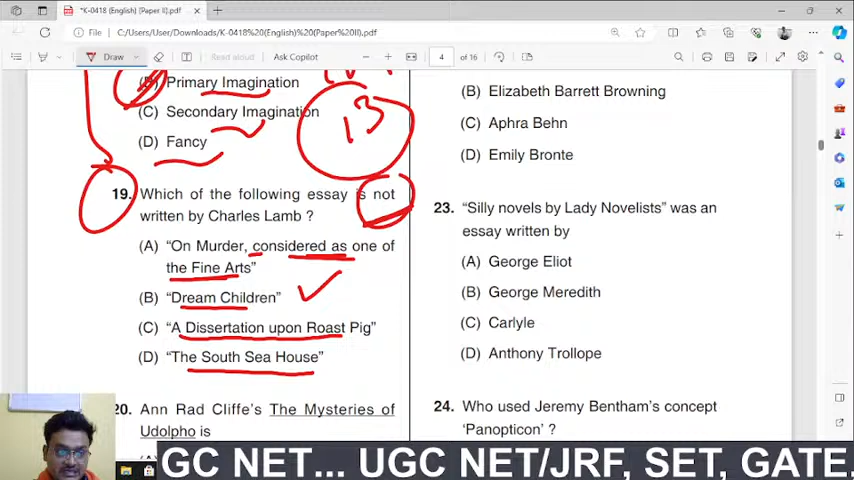 *K-0418 (English) (Paper II).pdf
C:/Users/User/Downloads/K-0418%20(English)%20(Paper%20II).pdf
Draw
Read aloud
Ask Copilot
4
of 16
(B) Primary Imagination
(C) Secondary Imagination
(D) Fancy
13
19. Which of the following essay is not
written by Charles Lamb ?
(A) “On Murder, considered as one of
the Fine Arts”
(B) “Dream Children”
(C) “A Dissertation upon Roast Pig”
(D) “The South Sea House”
20. Ann Rad Cliffe’s The Mysteries of
Udolpho is
(B) Elizabeth Barrett Browning
(C) Aphra Behn
(D) Emily Bronte
23. “Silly novels by Lady Novelists” was an
essay written by
(A) George Eliot
(B) George Meredith
(C) Carlyle
(D) Anthony Trollope
24. Who used Jeremy Bentham’s concept
‘Panopticon’ ?
GC NET... UGC NET/JRF, SET, GATE.